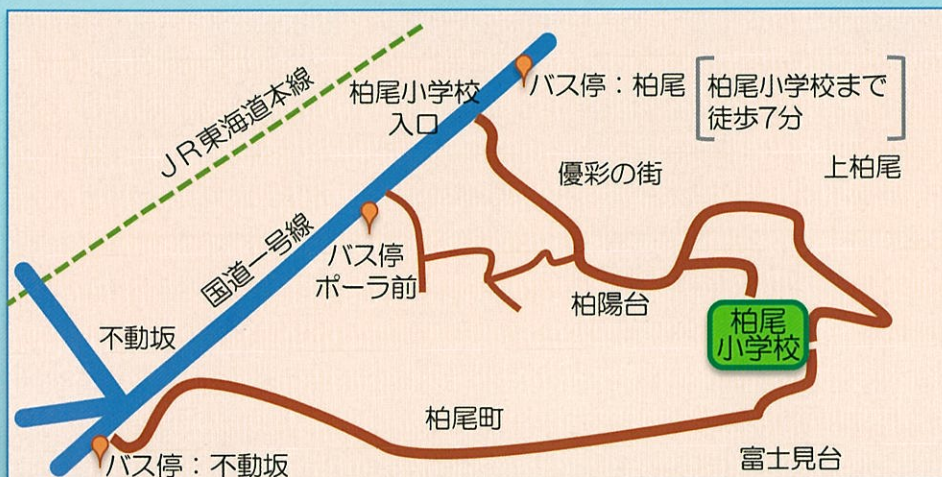 JR東海道本線
柏尾小学校
入口
バス停：柏尾
柏尾小学校まで
徒歩7分
優彩の街
上柏尾
国道一号線
バス停
ポーラ前
柏陽台
柏尾
小学校
不動坂
柏尾町
バス停：不動坂
富士見台